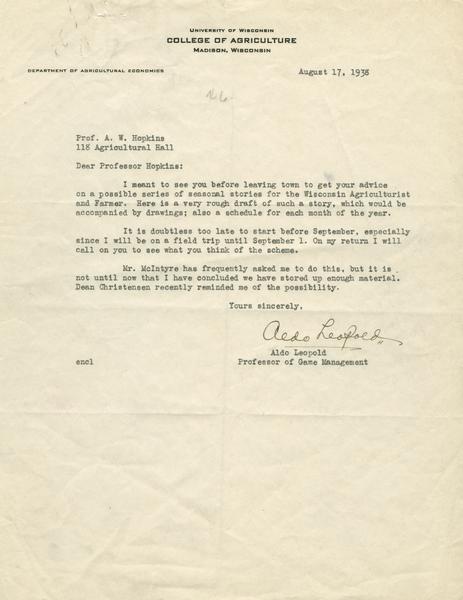 UNIVERSITY OF WISCONSIN
COLLEGE OF AGRICULTURE
MADISON, WISCONSIN
DEPARTMENT OF AGRICULTURAL ECONOMICS
August 17, 1938
Prof. A. W. Hopkins
118 Agricultural Hall
Dear Professor Hopkins:
I meant to see you before leaving town to get your advice
on a possible series of seasonal stories for the Wisconsin Agriculturist
and Farmer. Here is a very rough draft of such a story, which would be
accompanied by drawings; also a schedule for each month of the year.
It is doubtless too late to start before September, especially
since I will be on a field trip until September 1. On my return I will
call on you to see what you think of the scheme.
Mr. McIntyre has frequently asked me to do this, but it is
not until now that I have concluded we have stored up enough material.
Dean Christensen recently reminded me of the possibility.
Yours sincerely,
Aldo Leopold
Aldo Leopold
encl Professor of Game Management